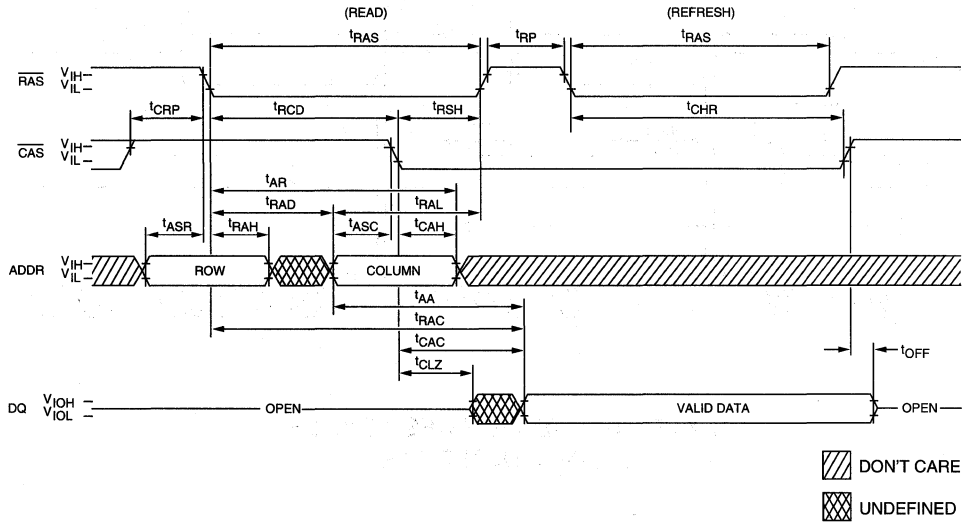 (READ) (REFRESH)
tRAS tRP tRAS
RAS VIH VIL
tCRP tRCD tRSH tCHR
CAS VIH VIL
tAR
tRAD tRAL
tASR tRAH tASC tCAH
ADDR VIH VIL ROW COLUMN
tAA
tRAC
tCAC tOFF
tCLZ
DQ VIOH VIOL OPEN VALID DATA OPEN
DON'T CARE
UNDEFINED